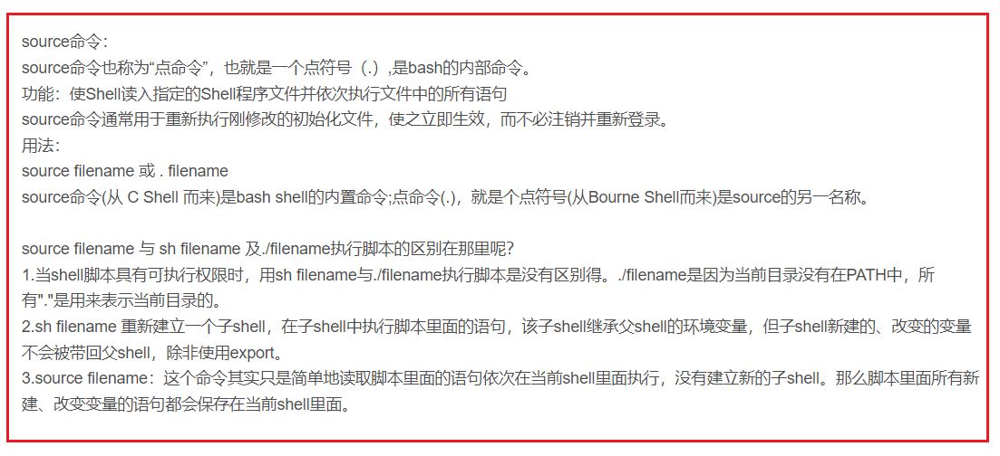 source命令：
source命令也称为“点命令”，也就是一个点符号（.）,是bash的内部命令。
功能：使Shell读入指定的Shell程序文件并依次执行文件中的所有语句
source命令通常用于重新执行刚修改的初始化文件，使之立即生效，而不必注销并重新登录。
用法：
source filename 或 . filename
source命令(从 C Shell 而来)是bash shell的内置命令;点命令(.)，就是个点符号(从Bourne Shell而来)是source的另一名称。
source filename 与 sh filename 及./filename执行脚本的区别在那里呢？
1.当shell脚本具有可执行权限时，用sh filename与./filename执行脚本是没有区别得。./filename是因为当前目录没有在PATH中，所
有"."是用来表示当前目录的。
2.sh filename 重新建立一个子shell，在子shell中执行脚本里面的语句，该子shell继承父shell的环境变量，但子shell新建的、改变的变量
不会被带回父shell，除非使用export。
3.source filename：这个命令其实只是简单地读取脚本里面的语句依次在当前shell里面执行，没有建立新的子shell。那么脚本里面所有新
建、改变变量的语句都会保存在当前shell里面。